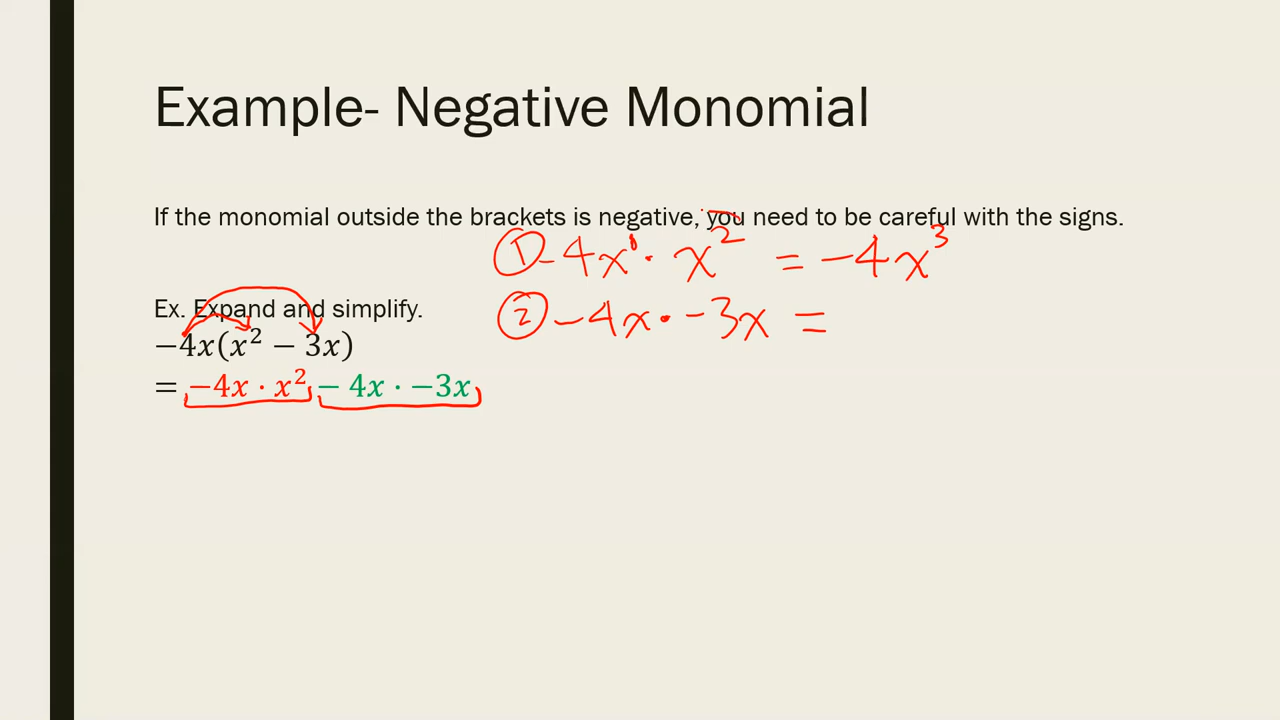 Example- Negative Monomial
If the monomial outside the brackets is negative, you need to be careful with the signs.
① -4x¹ · x² = -4x³
Ex. Expand and simplify.
② -4x · -3x =
−4x(x² − 3x)
= −4x · x² − 4x · −3x